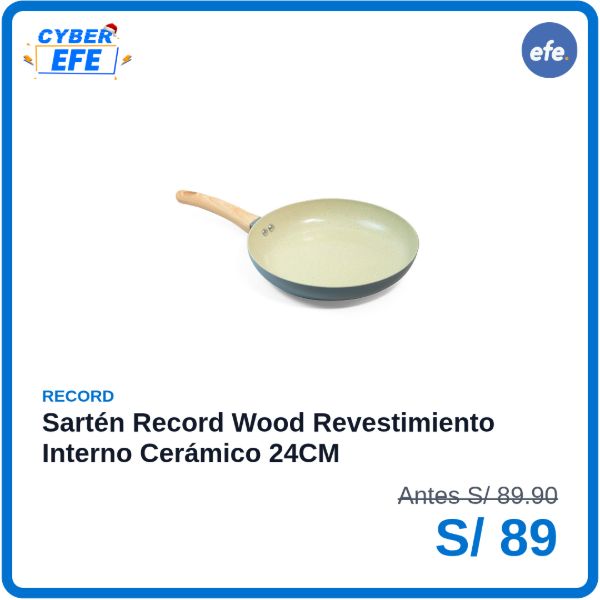 CYBER
EFE
efe.
RECORD
Sartén Record Wood Revestimiento
Interno Cerámico 24CM
Antes S/ 89.90
S/ 89